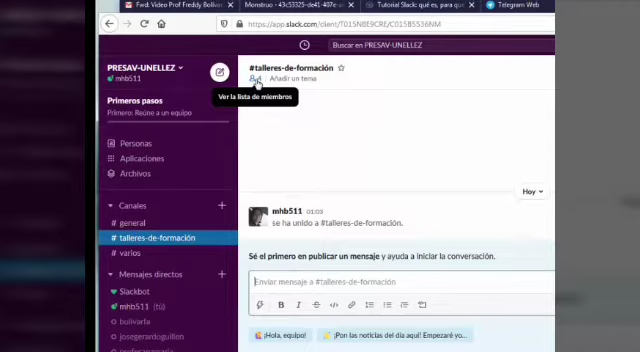 Fwd: Video Prof Freddy Bolivar
Monstruo - 43c53325-de41-407e-a
Tutorial Slack: qué es, para que
Telegram Web
https://app.slack.com/client/T015N8E9CRE/C015B5536NM
Buscar en PRESAV-UNELLEZ
PRESAV-UNELLEZ
mhb511
#talleres-de-formación
Añadir un tema
Ver la lista de miembros
Primeros pasos
Primero: Reúne a un equipo
Personas
Aplicaciones
Archivos
Hoy
Canales
# general
# talleres-de-formación
# varios
mhb511 01:03
se ha unido a #talleres-de-formación.
Sé el primero en publicar un mensaje y ayuda a iniciar la conversación.
Mensajes directos
Slackbot
mhb511 (tú)
bolivarfa
josegerardoguillen
Enviar mensaje a #talleres-de-formación
¡Hola, equipo!
¡Pon las noticias del día aquí! Empezaré yo...